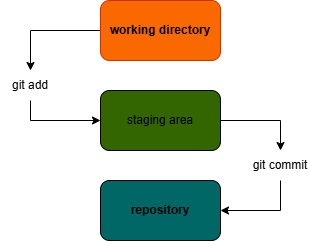 working directory
git add
staging area
git commit
repository